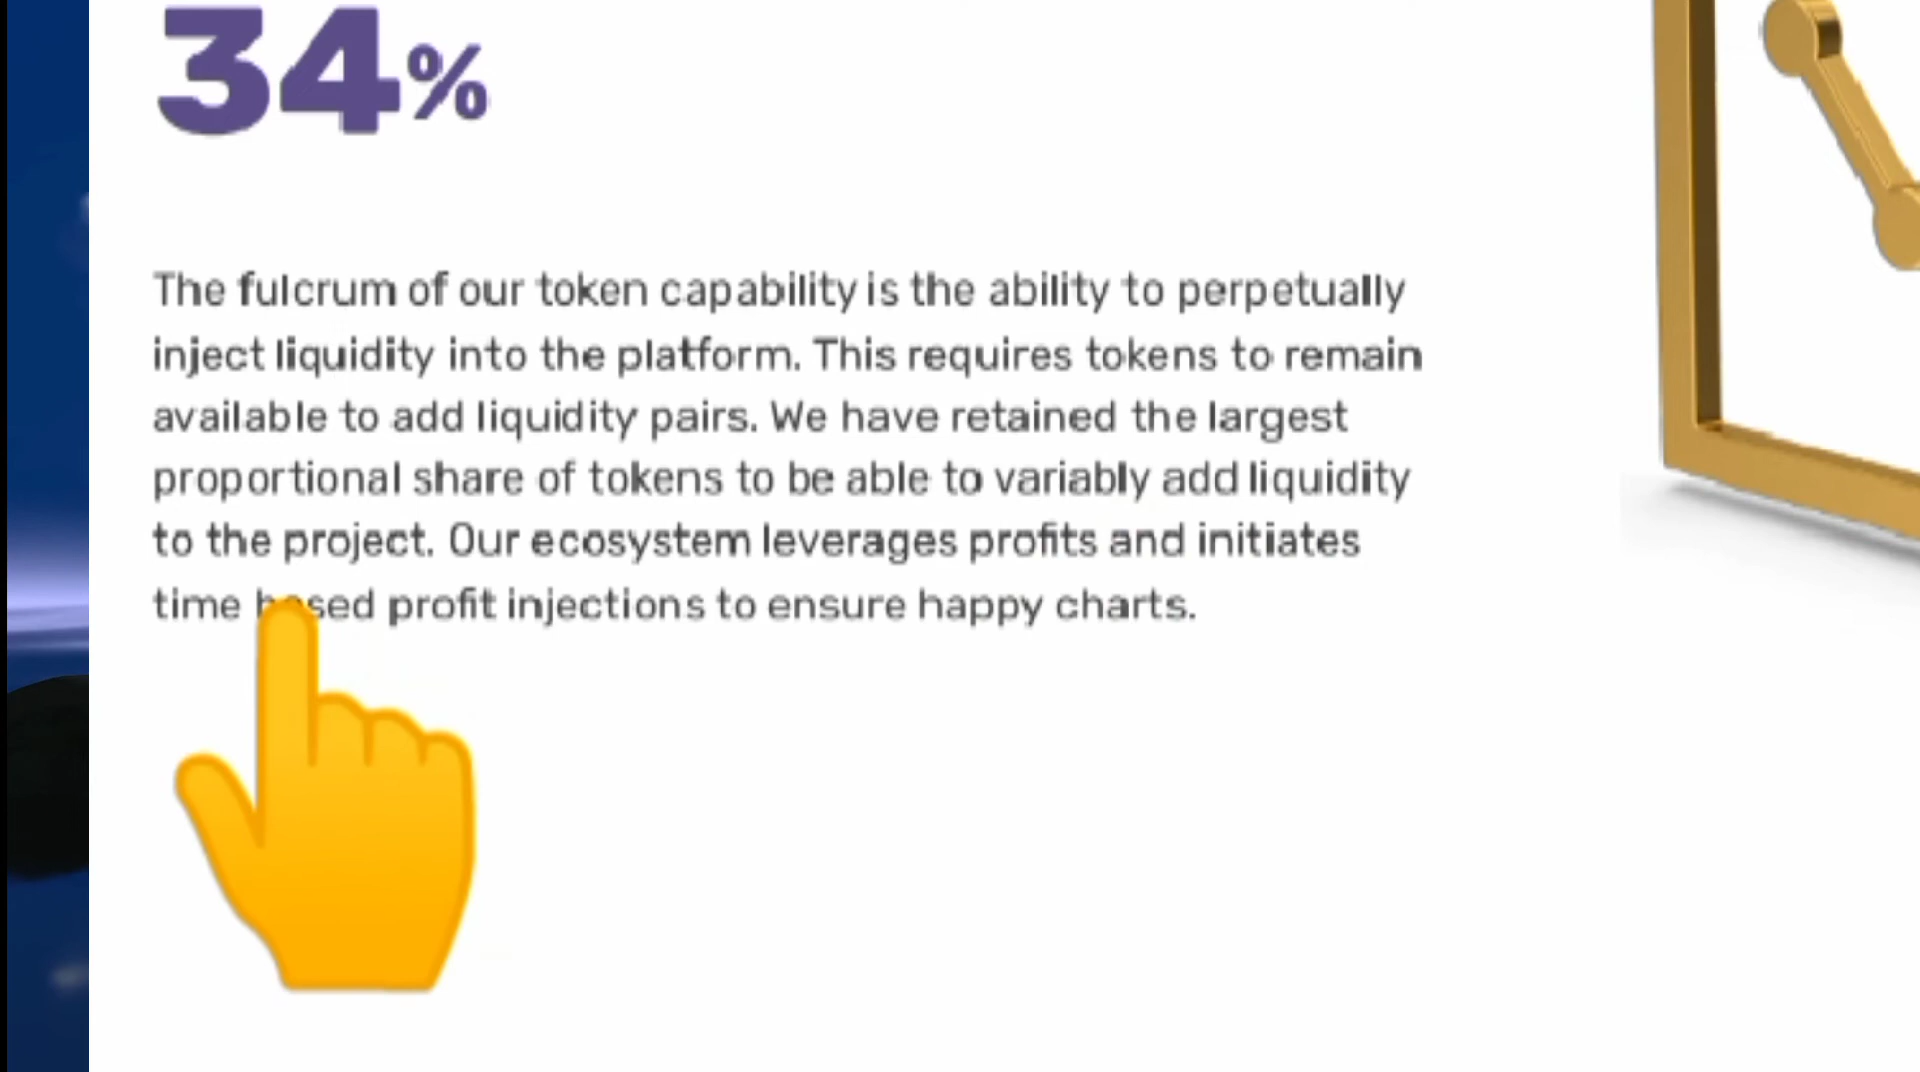 34%
The fulcrum of our token capability is the ability to perpetually
inject liquidity into the platform. This requires tokens to remain
available to add liquidity pairs. We have retained the largest
proportional share of tokens to be able to variably add liquidity
to the project. Our ecosystem leverages profits and initiates
time based profit injections to ensure happy charts.